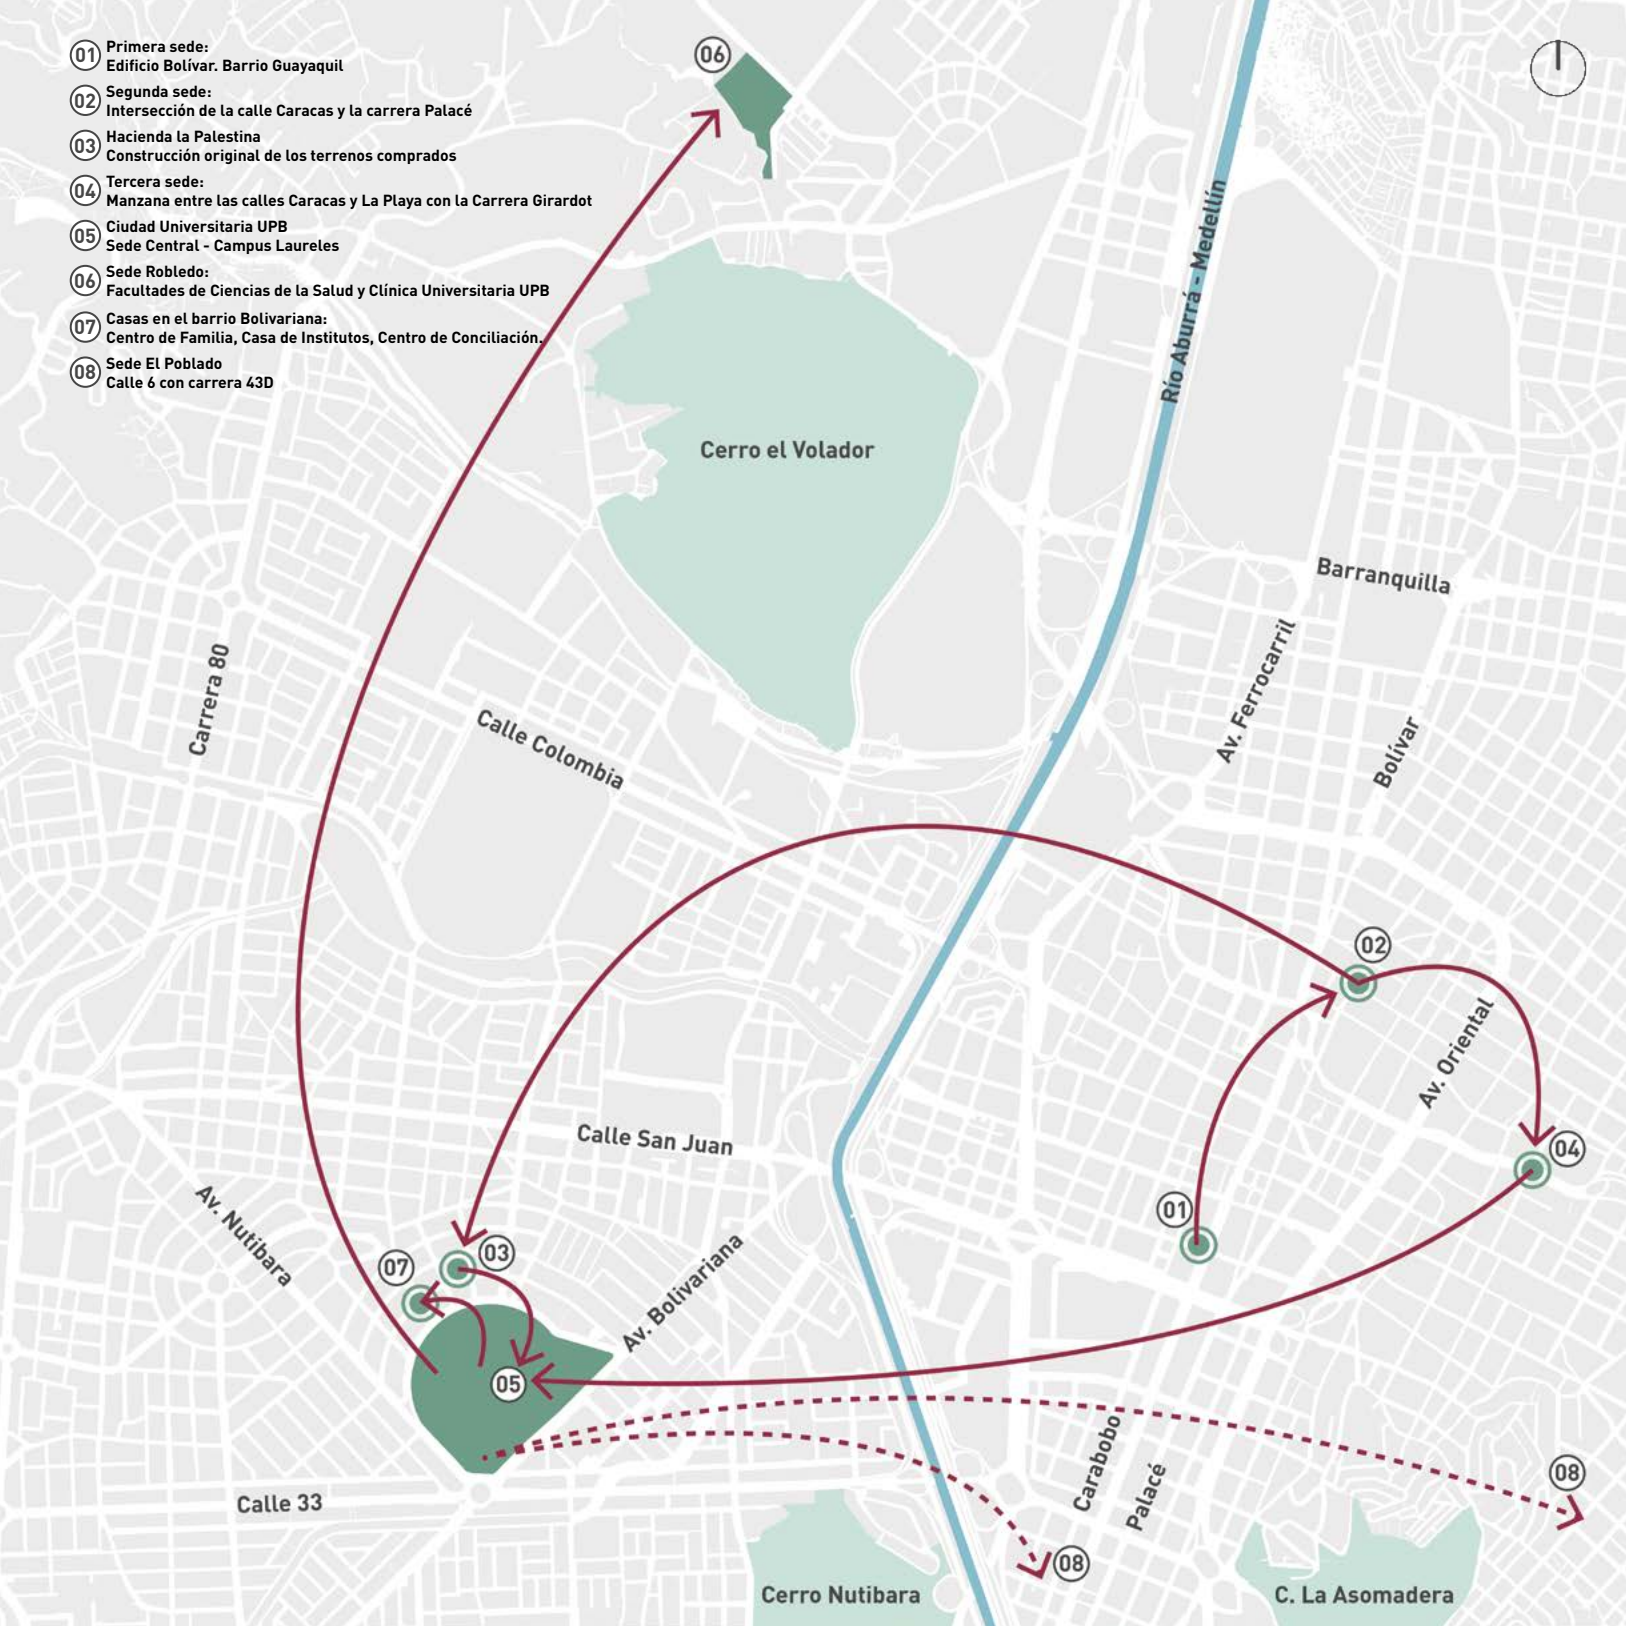 01 Primera sede:
Edificio Bolívar. Barrio Guayaquil
02 Segunda sede:
Intersección de la calle Caracas y la carrera Palacé
03 Hacienda la Palestina
Construcción original de los terrenos comprados
04 Tercera sede:
Manzana entre las calles Caracas y La Playa con la Carrera Girardot
05 Ciudad Universitaria UPB
Sede Central - Campus Laureles
06 Sede Robledo:
Facultades de Ciencias de la Salud y Clínica Universitaria UPB
07 Casas en el barrio Bolivariana:
Centro de Familia, Casa de Institutos, Centro de Conciliación.
08 Sede El Poblado
Calle 6 con carrera 43D
06
Río Aburrá - Medellín
Cerro el Volador
Barranquilla
Av. Ferrocarril
Carrera 80
Calle Colombia
Bolívar
02
Av. Oriental
Calle San Juan
04
01
Av. Nutibara
03
07
Av. Bolivariana
05
Carabobo
Palacé
08
Calle 33
08
Cerro Nutibara
C. La Asomadera